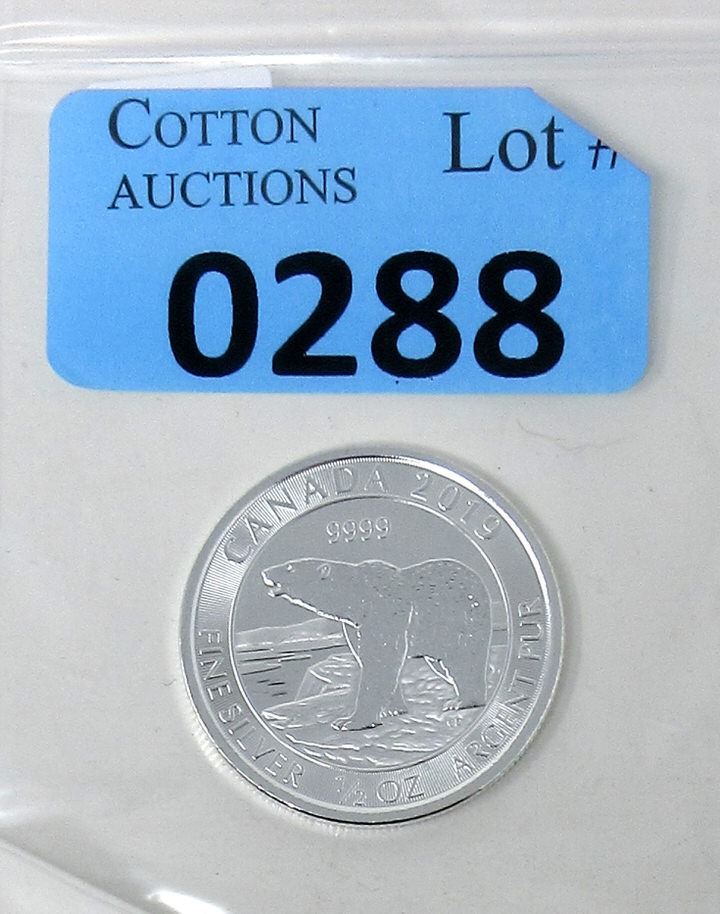 COTTON
AUCTIONS
Lot #
0288
CANADA 2019
9999
FINE SILVER 1/2 OZ ARGENT PUR